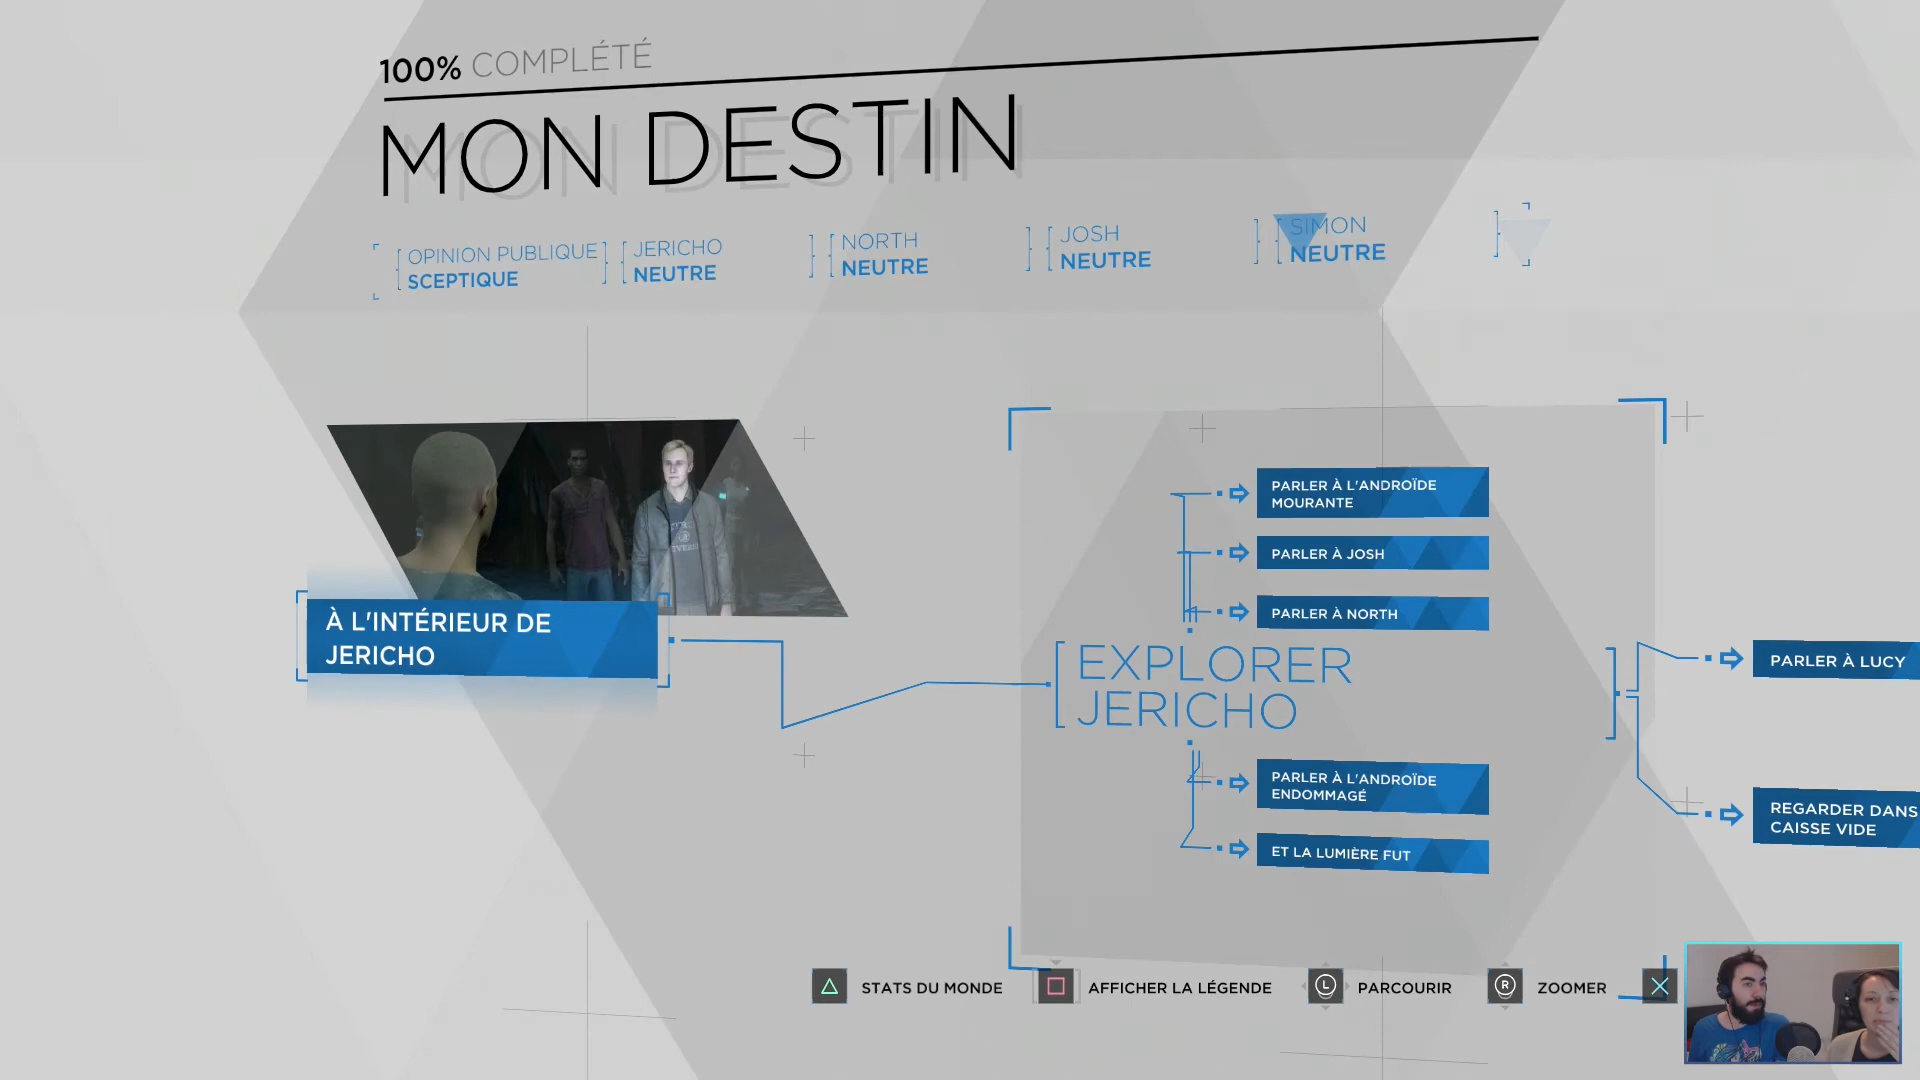 100% COMPLÉTÉ
MON DESTIN
OPINION PUBLIQUE
SCEPTIQUE
JERICHO
NEUTRE
NORTH
NEUTRE
JOSH
NEUTRE
SIMON
NEUTRE
À L'INTÉRIEUR DE
JERICHO
PARLER À L'ANDROÏDE
MOURANTE
PARLER À JOSH
PARLER À NORTH
EXPLORER
JERICHO
PARLER À L'ANDROÏDE
ENDOMMAGÉ
ET LA LUMIÈRE FUT
PARLER À LUCY
REGARDER DANS
CAISSE VIDE
STATS DU MONDE
AFFICHER LA LÉGENDE
L
PARCOURIR
R
ZOOMER